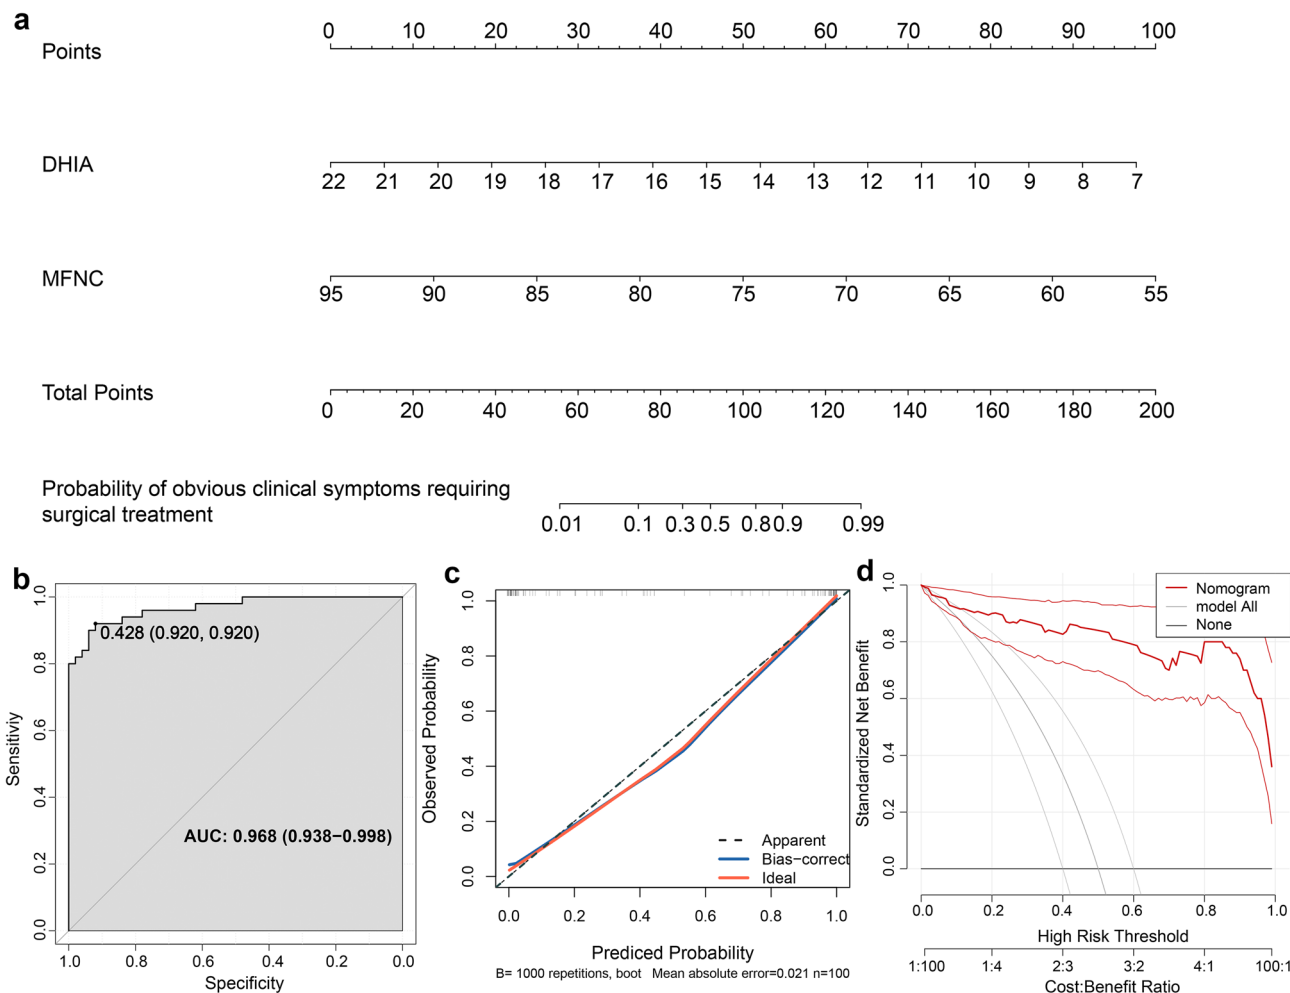 a
0 10 20 30 40 50 60 70 80 90 100
Points
DHIA
22 21 20 19 18 17 16 15 14 13 12 11 10 9 8 7
MFNC
95 90 85 80 75 70 65 60 55
Total Points
0 20 40 60 80 100 120 140 160 180 200
Probability of obvious clinical symptoms requiring
surgical treatment
0.01 0.1 0.3 0.5 0.8 0.9 0.99
b
Sensitiviy
1.0
0.8
0.6
0.4
0.2
0.0
0.428 (0.920, 0.920)
AUC: 0.968 (0.938−0.998)
1.0 0.8 0.6 0.4 0.2 0.0
Specificity
c
Observed Probability
1.0
0.8
0.6
0.4
0.2
0.0
Apparent
Bias−correct
Ideal
0.0 0.2 0.4 0.6 0.8 1.0
Prediced Probability
B= 1000 repetitions, boot Mean absolute error=0.021 n=100
d
Standardized Net Benefit
1.0
0.8
0.6
0.4
0.2
0.0
Nomogram
model All
None
0.0 0.2 0.4 0.6 0.8 1.0
High Risk Threshold
1:100 1:4 2:3 3:2 4:1 100:1
Cost:Benefit Ratio